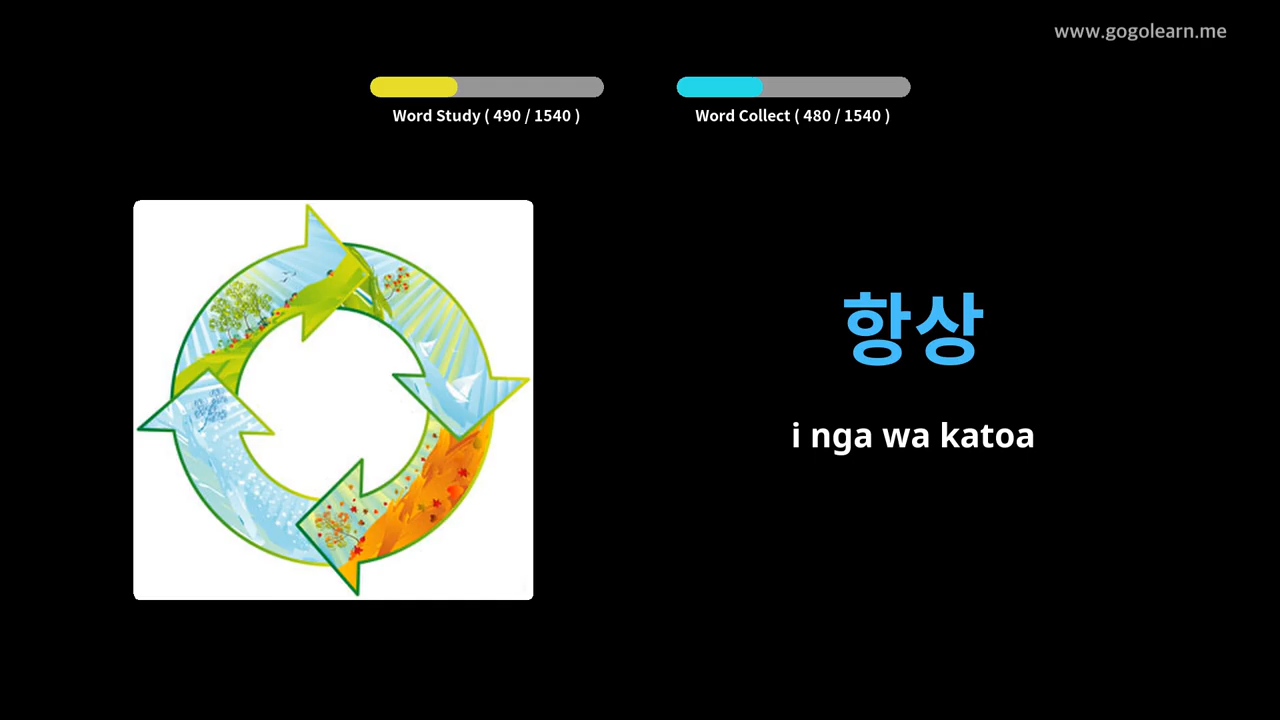 www.gogolearn.me
Word Study ( 490 / 1540 )
Word Collect ( 480 / 1540 )
항상
i nga wa katoa